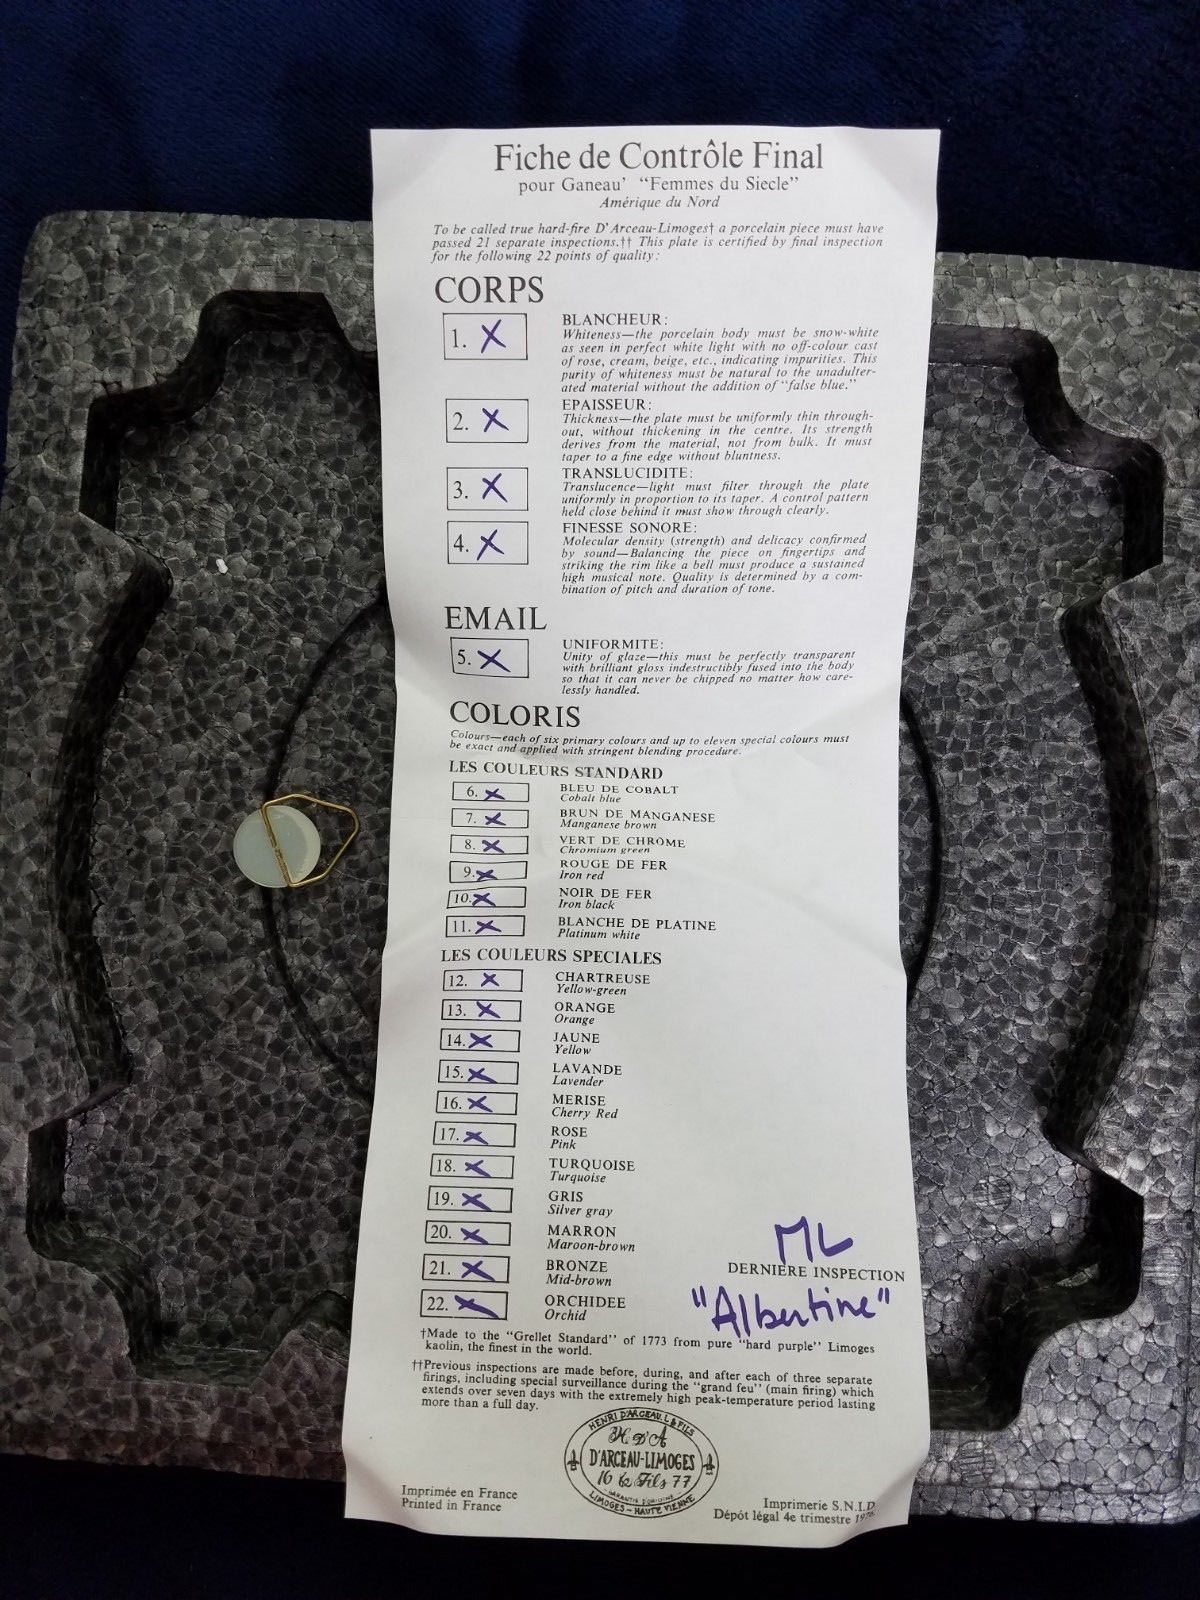 Fiche de Contrôle Final
pour Ganeau' "Femmes du Siecle"
Amérique du Nord
To be called true hard-fire D'Arceau-Limoges† a porcelain piece must have
passed 21 separate inspections.†† This plate is certified by final inspection
for the following 22 points of quality:
CORPS
1. X
BLANCHEUR:
Whiteness—the porcelain body must be snow-white
as seen in perfect white light with no off-colour cast
of rose, cream, beige, etc., indicating impurities. This
purity of whiteness must be natural to the unadulter-
ated material without the addition of "false blue."
2. X
EPAISSEUR:
Thickness—the plate must be uniformly thin through-
out, without thickening in the centre. Its strength
derives from the material, not from bulk. It must
taper to a fine edge without bluntness.
3. X
TRANSLUCIDITE:
Translucence—light must filter through the plate
uniformly in proportion to its taper. A control pattern
held close behind it must show through clearly.
4. X
FINESSE SONORE:
Molecular density (strength) and delicacy confirmed
by sound—Balancing the piece on fingertips and
striking the rim like a bell must produce a sustained
high musical note. Quality is determined by a com-
bination of pitch and duration of tone.
EMAIL
5. X
UNIFORMITE:
Unity of glaze—this must be perfectly transparent
with brilliant gloss indestructibly fused into the body
so that it can never be chipped no matter how care-
lessly handled.
COLORIS
Colours—each of six primary colours and up to eleven special colours must
be exact and applied with stringent blending procedure.
LES COULEURS STANDARD
6. X BLEU DE COBALT
Cobalt blue
7. X BRUN DE MANGANESE
Manganese brown
8. X VERT DE CHROME
Chromium green
9. X ROUGE DE FER
Iron red
10. X NOIR DE FER
Iron black
11. X BLANCHE DE PLATINE
Platinum white
LES COULEURS SPECIALES
12. X CHARTREUSE
Yellow-green
13. X ORANGE
Orange
14. X JAUNE
Yellow
15. X LAVANDE
Lavender
16. X MERISE
Cherry Red
17. X ROSE
Pink
18. X TURQUOISE
Turquoise
19. X GRIS
Silver gray
20. X MARRON
Maroon-brown
21. X BRONZE
Mid-brown
22. X ORCHIDEE
Orchid
ML
DERNIÈRE INSPECTION
"Albertine"
†Made to the "Grellet Standard" of 1773 from pure "hard purple" Limoges
kaolin, the finest in the world.
††Previous inspections are made before, during, and after each of three separate
firings, including special surveillance during the "grand feu" (main firing) which
extends over seven days with the extremely high peak-temperature period lasting
more than a full day.
HENRI D'ARCEAU. L & FILS
H D'A
D'ARCEAU-LIMOGES
16 & Fils 77
GARANTIE D'ORIGINE
LIMOGES - HAUTE VIENNE
Imprimée en France
Printed in France
Imprimerie S.N.I.D
Dépôt légal 4e trimestre